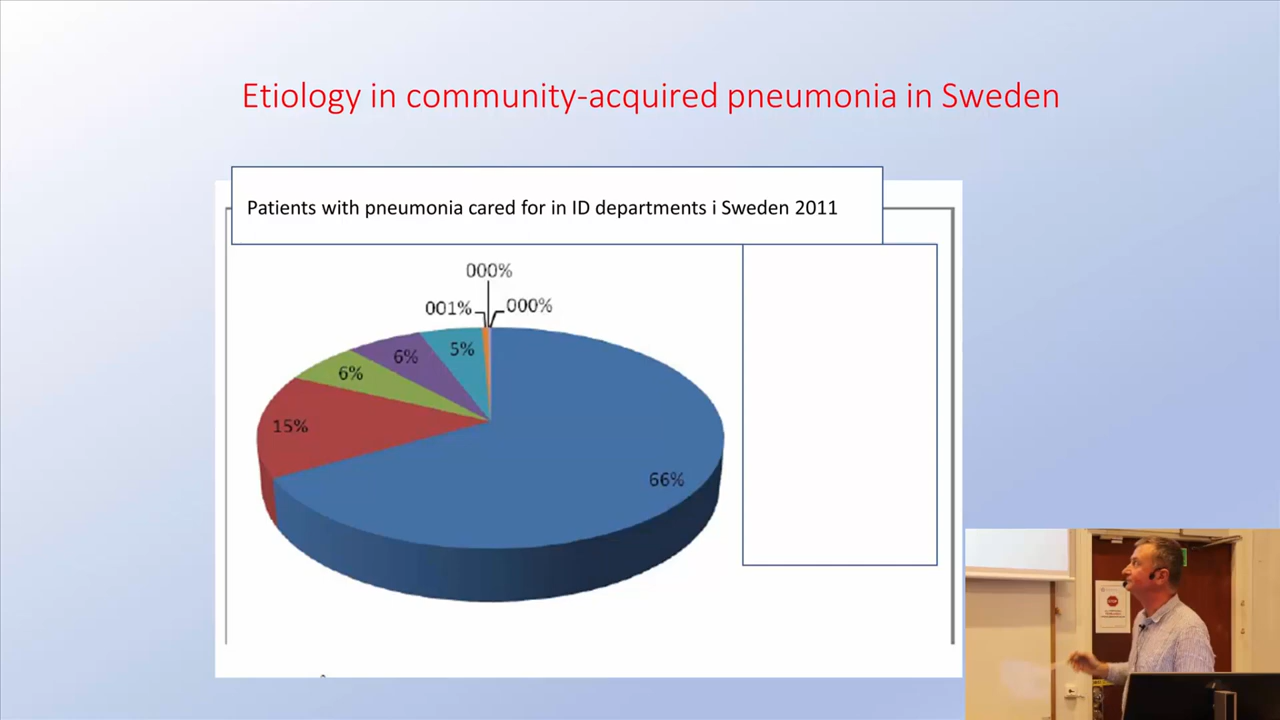 Etiology in community-acquired pneumonia in Sweden
Patients with pneumonia cared for in ID departments i Sweden 2011
000%
001%
000%
5%
6%
6%
15%
66%
STOP